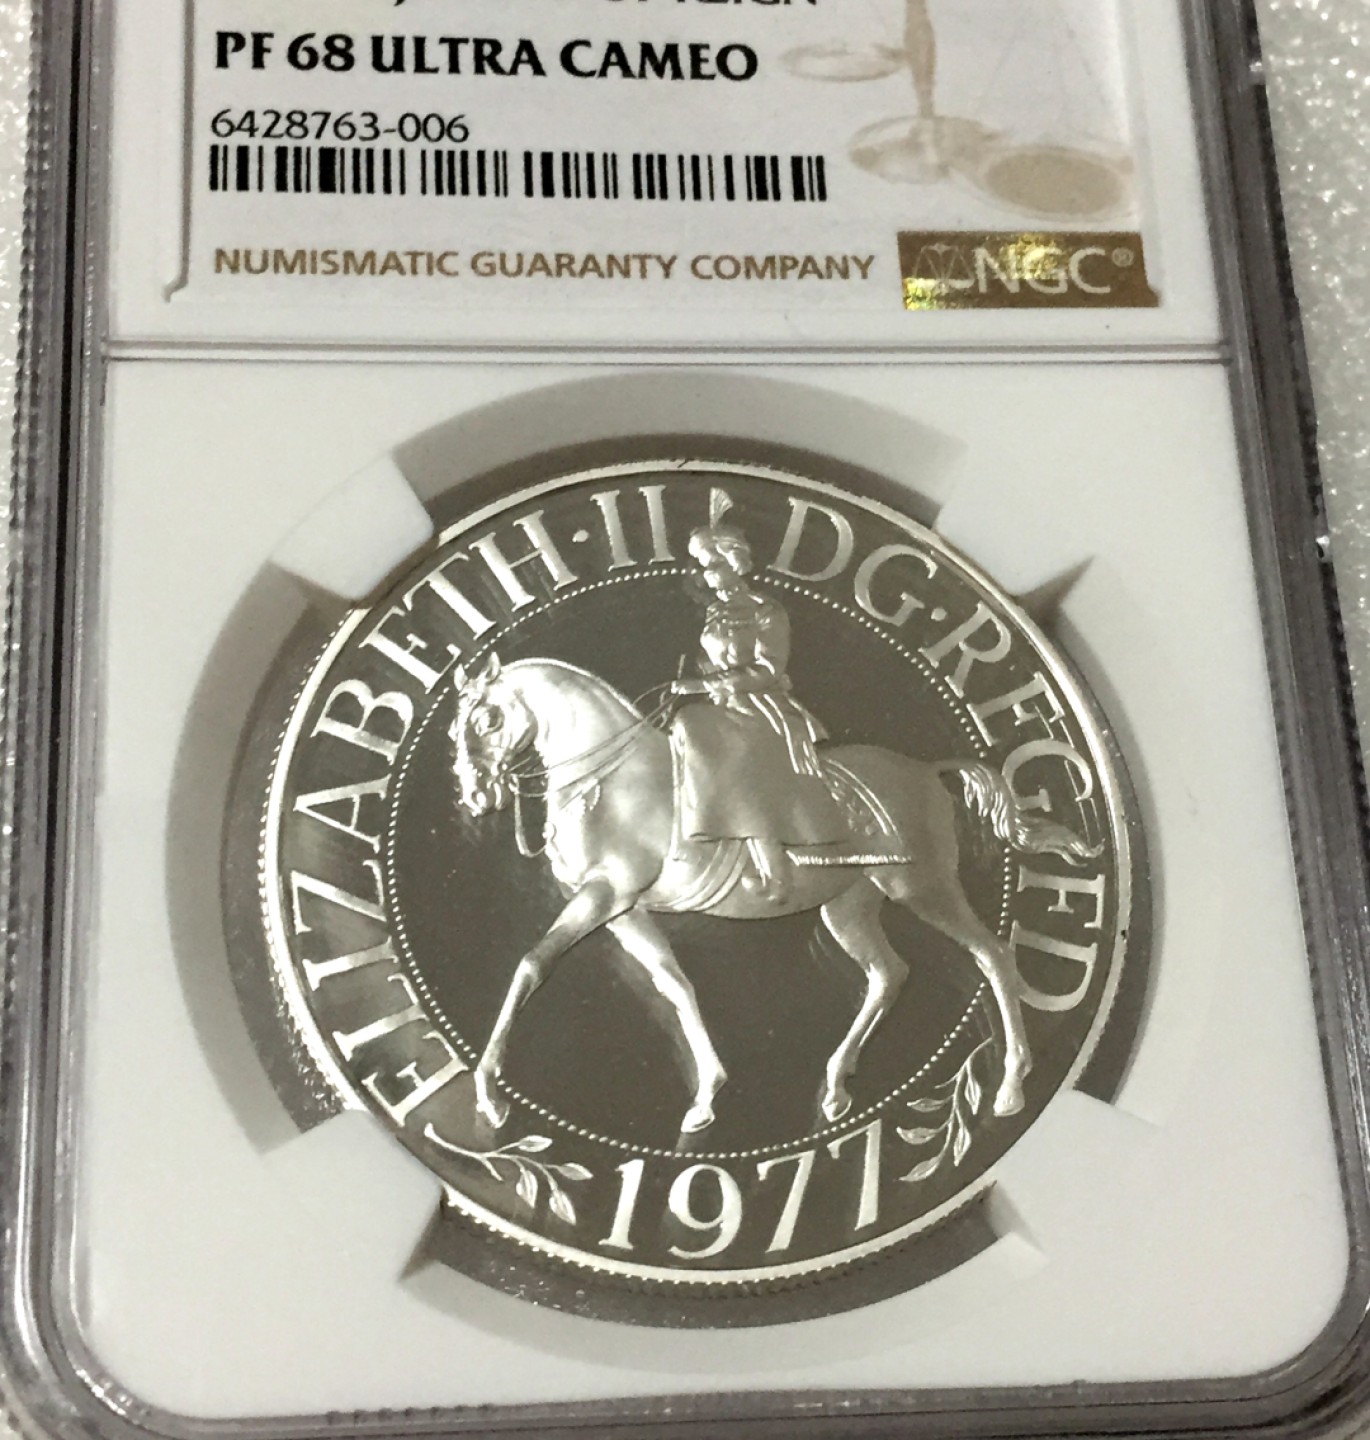 PF 68 ULTRA CAMEO
6428763-006
NUMISMATIC GUARANTY COMPANY
NGC®
ELIZABETH·II DG·REG FD
1977